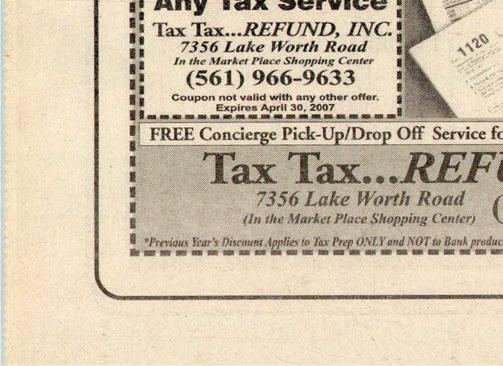 Any Tax Service
Tax Tax...REFUND, INC.
7356 Lake Worth Road
In the Market Place Shopping Center
(561) 966-9633
Coupon not valid with any other offer.
Expires April 30, 2007
1120
FREE Concierge Pick-Up/Drop Off Service fo
Tax Tax...REFU
7356 Lake Worth Road (
(In the Market Place Shopping Center)
*Previous Year's Discount Applies to Tax Prep ONLY and NOT to Bank produc